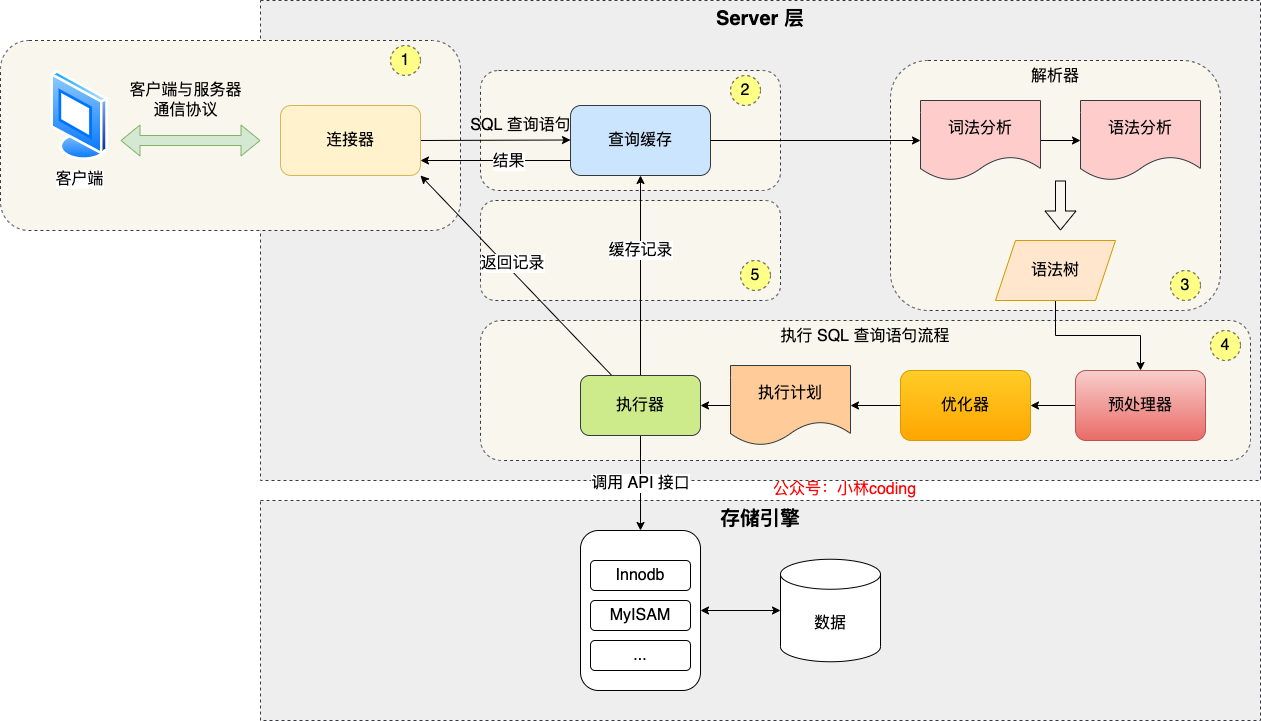 Server 层
1
客户端与服务器
通信协议
客户端
连接器
SQL 查询语句
结果
2
查询缓存
解析器
词法分析
语法分析
语法树
3
返回记录
缓存记录
5
执行 SQL 查询语句流程
4
执行器
执行计划
优化器
预处理器
调用 API 接口
公众号：小林coding
存储引擎
Innodb
MyISAM
...
数据